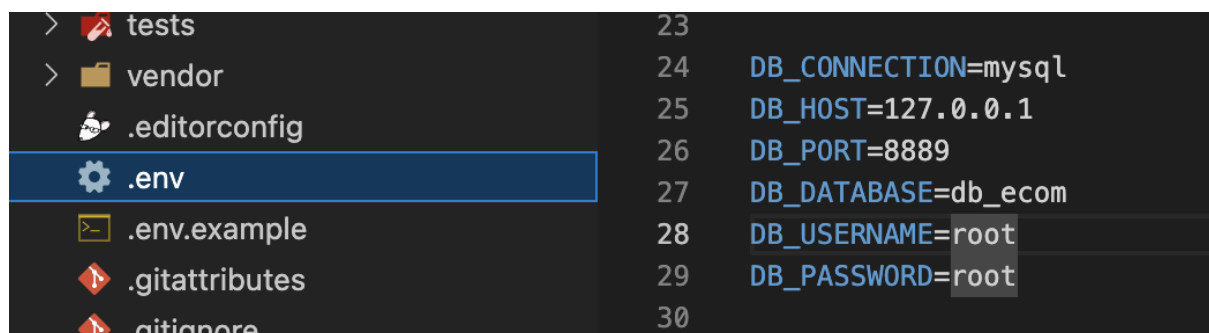 tests
vendor
.editorconfig
.env
.env.example
.gitattributes
.gitignore
23
24 DB_CONNECTION=mysql
25 DB_HOST=127.0.0.1
26 DB_PORT=8889
27 DB_DATABASE=db_ecom
28 DB_USERNAME=root
29 DB_PASSWORD=root
30